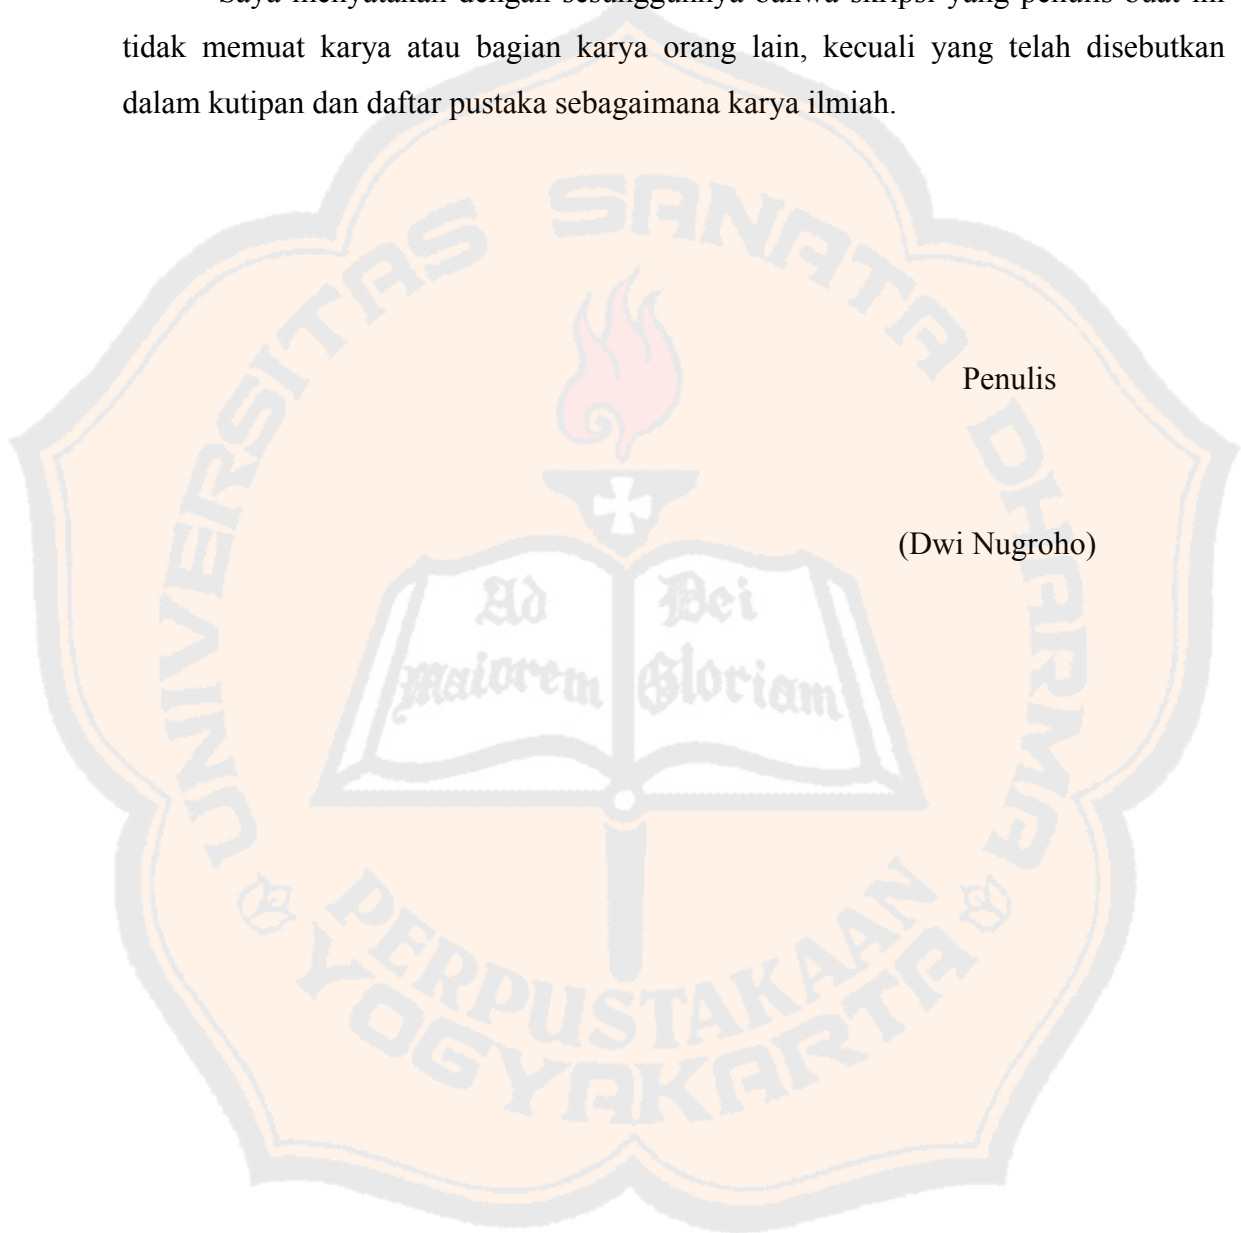 Saya menyatakan dengan sesungguhnya bahwa skripsi yang penulis buat ini
tidak memuat karya atau bagian karya orang lain, kecuali yang telah disebutkan
dalam kutipan dan daftar pustaka sebagaimana karya ilmiah.
UNIVERSITAS SANATA DHARMA
Penulis
(Dwi Nugroho)
Ad
Dei
Maiorem
Gloriam
PERPUSTAKAAN
YOGYAKARTA